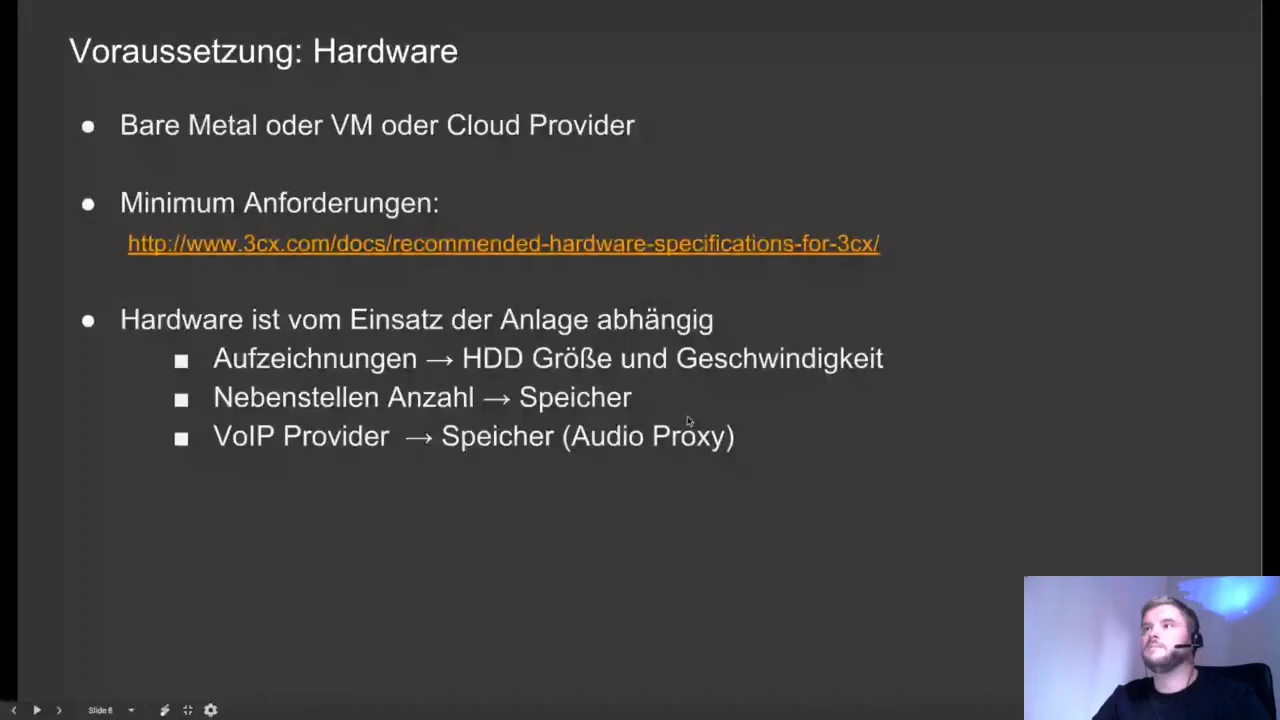 Voraussetzung: Hardware
● Bare Metal oder VM oder Cloud Provider
● Minimum Anforderungen:
http://www.3cx.com/docs/recommended-hardware-specifications-for-3cx/
● Hardware ist vom Einsatz der Anlage abhängig
■ Aufzeichnungen → HDD Größe und Geschwindigkeit
■ Nebenstellen Anzahl → Speicher
■ VoIP Provider → Speicher (Audio Proxy)
Slide 8